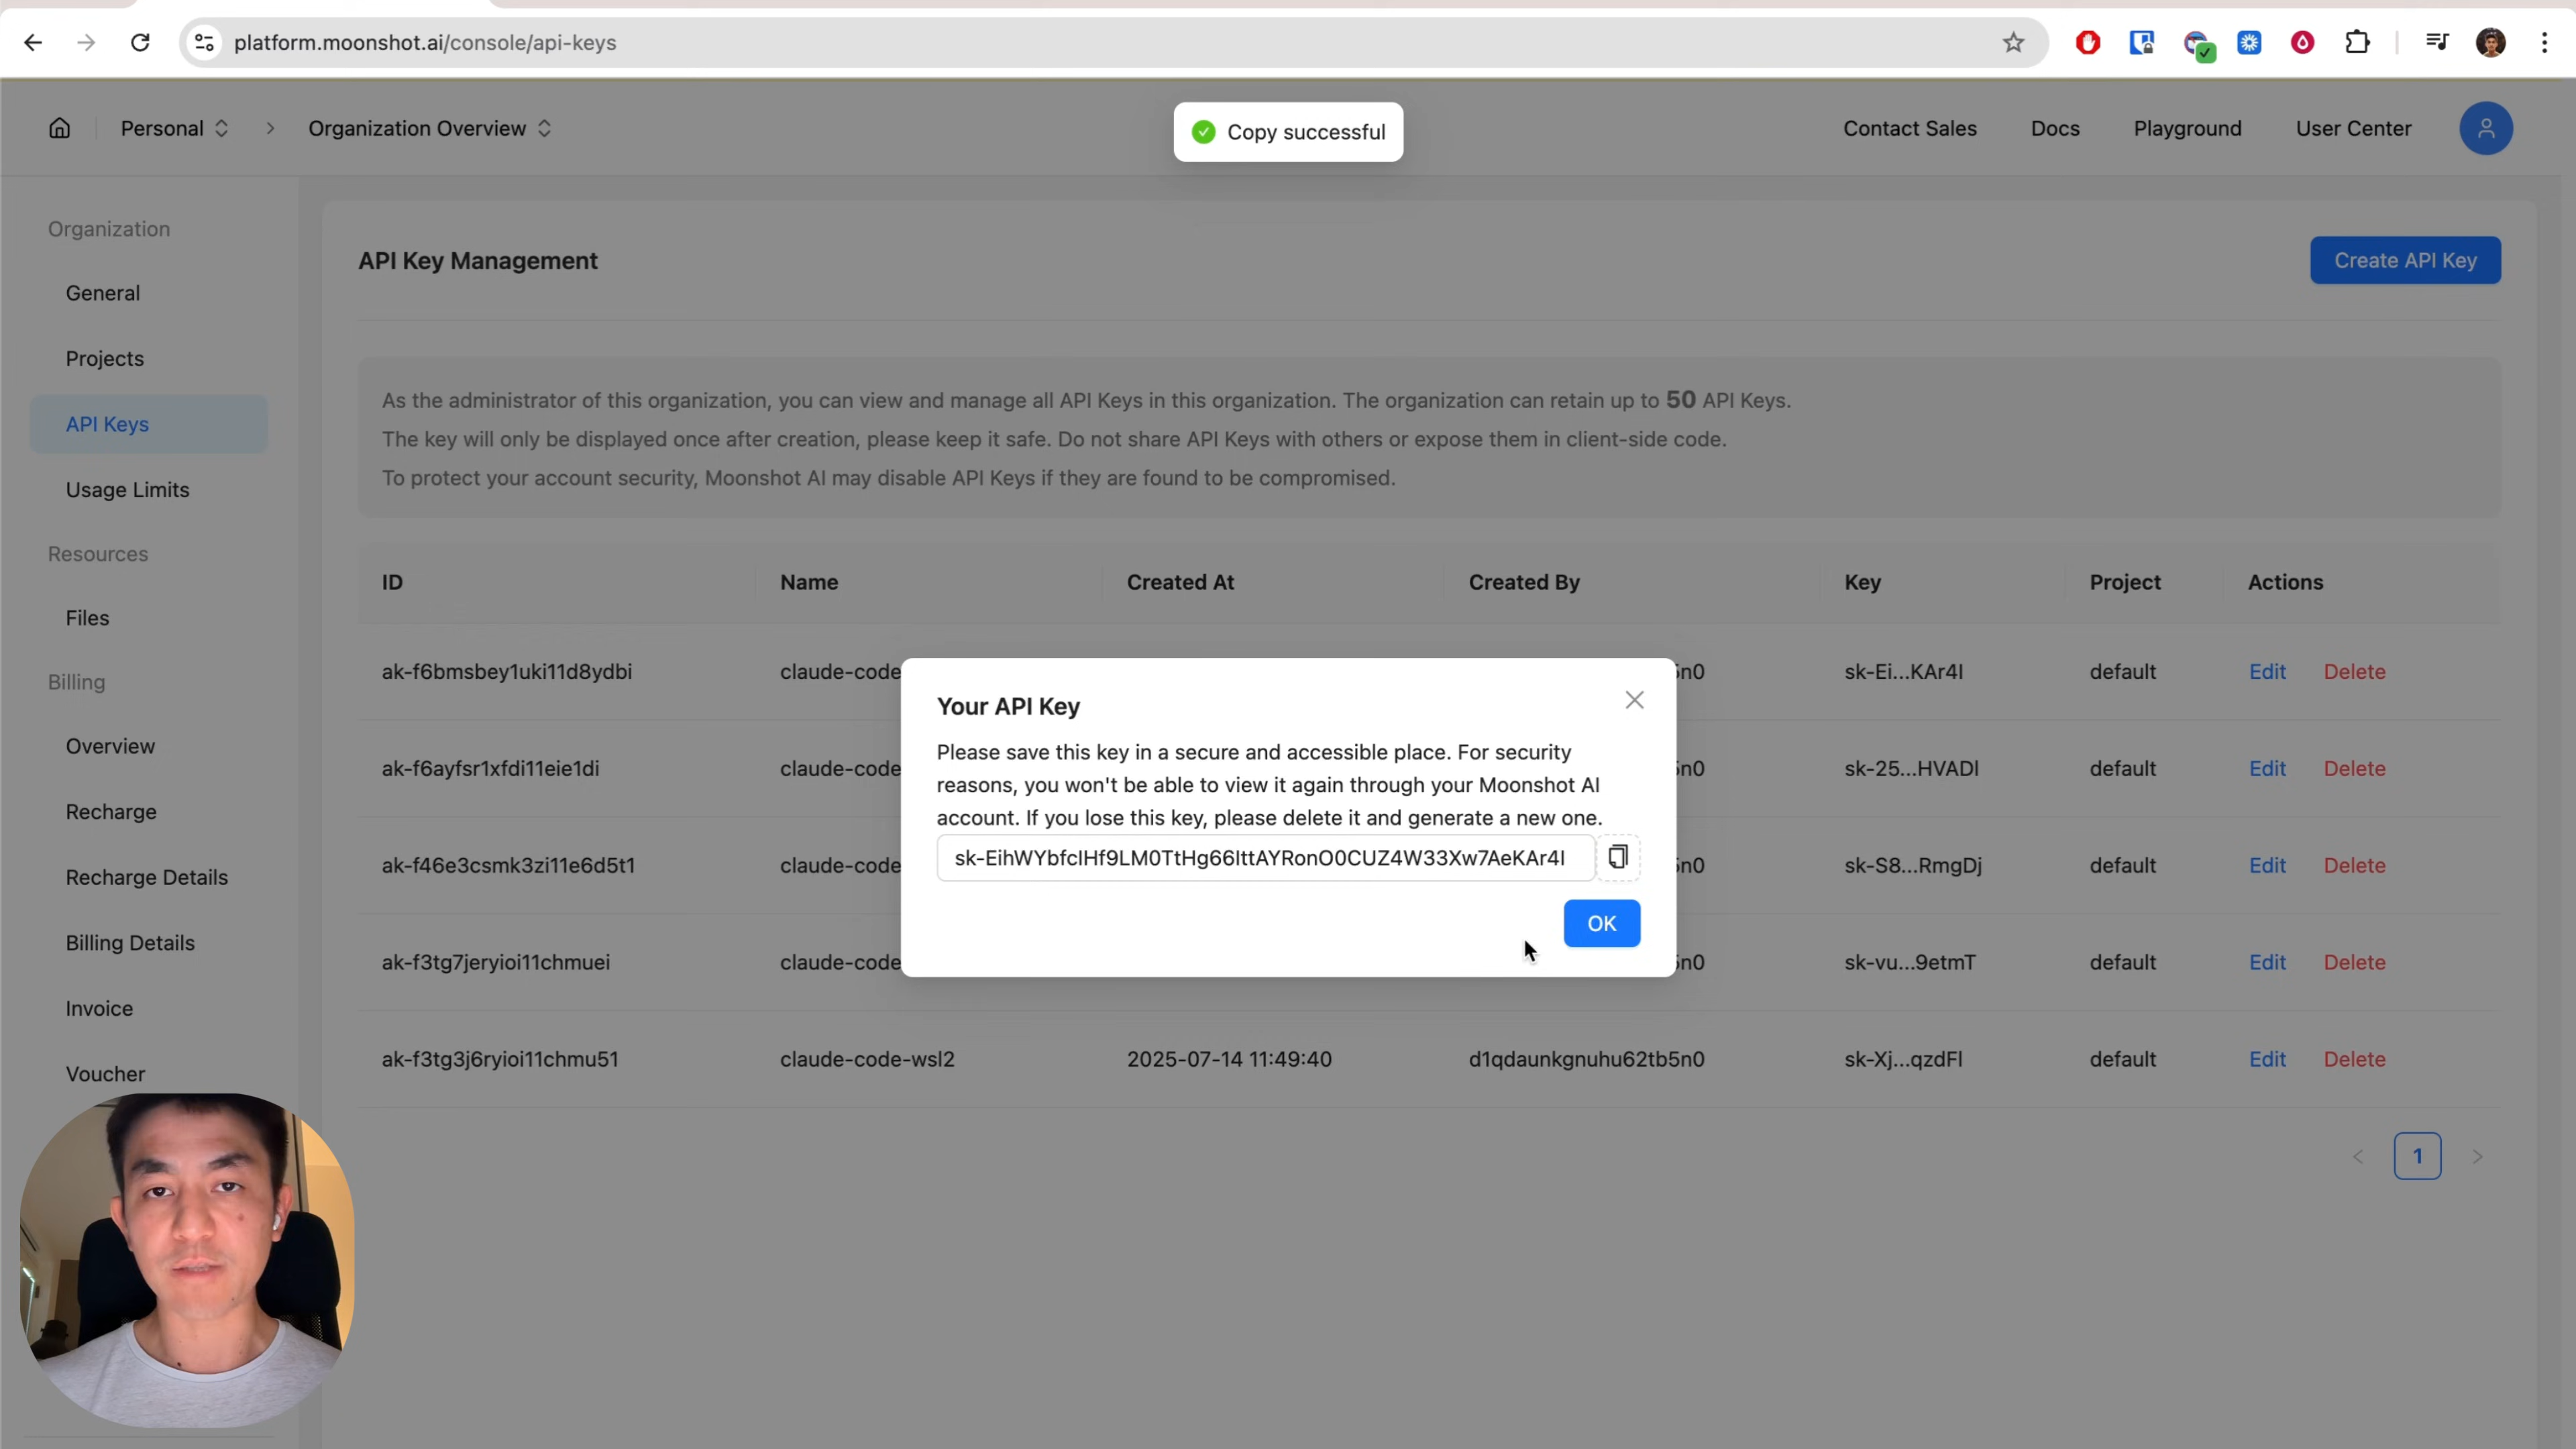 platform.moonshot.ai/console/api-keys
Personal
Organization Overview
Copy successful
Contact Sales
Docs
Playground
User Center
Organization
General
Projects
API Keys
Usage Limits
Resources
Files
Billing
Overview
Recharge
Recharge Details
Billing Details
Invoice
Voucher
API Key Management
Create API Key
As the administrator of this organization, you can view and manage all API Keys in this organization. The organization can retain up to 50 API Keys.
The key will only be displayed once after creation, please keep it safe. Do not share API Keys with others or expose them in client-side code.
To protect your account security, Moonshot AI may disable API Keys if they are found to be compromised.
ID Name Created At Created By Key Project Actions
ak-f6bmsbey1uki11d8ydbi claude-code 5n0 default Edit Delete
ak-f6ayfsr1xfdi11eie1di claude-code 5n0 default Edit Delete
ak-f46e3csmk3zi11e6d5t1 claude-code 5n0 sk-S8...RmgDj default Edit Delete
ak-f3tg7jeryioi11chmuei claude-code 5n0 sk-vu...9etmT default Edit Delete
ak-f3tg3j6ryioi11chmu51 claude-code-wsl2 2025-07-14 11:49:40 d1qdaunkgnuhu62tb5n0 default Edit Delete
1
Your API Key
Please save this key in a secure and accessible place. For security
reasons, you won't be able to view it again through your Moonshot AI
account. If you lose this key, please delete it and generate a new one.
OK